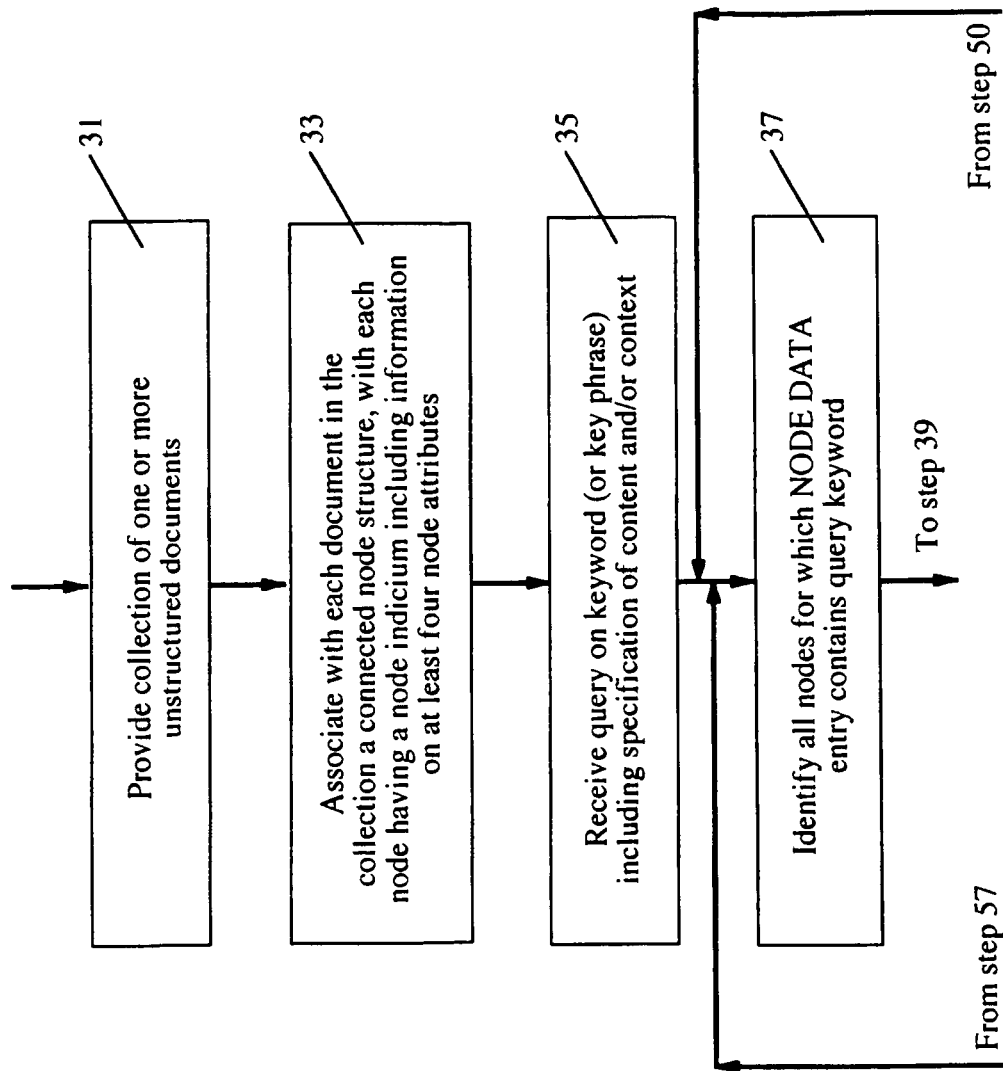 31
Provide collection of one or more
unstructured documents
33
Associate with each document in the
collection a connected node structure, with each
node having a node indicium including information
on at least four node attributes
35
Receive query on keyword (or key phrase)
including specification of content and/or context
37
Identify all nodes for which NODE DATA
entry contains query keyword
From step 57
To step 39
From step 50